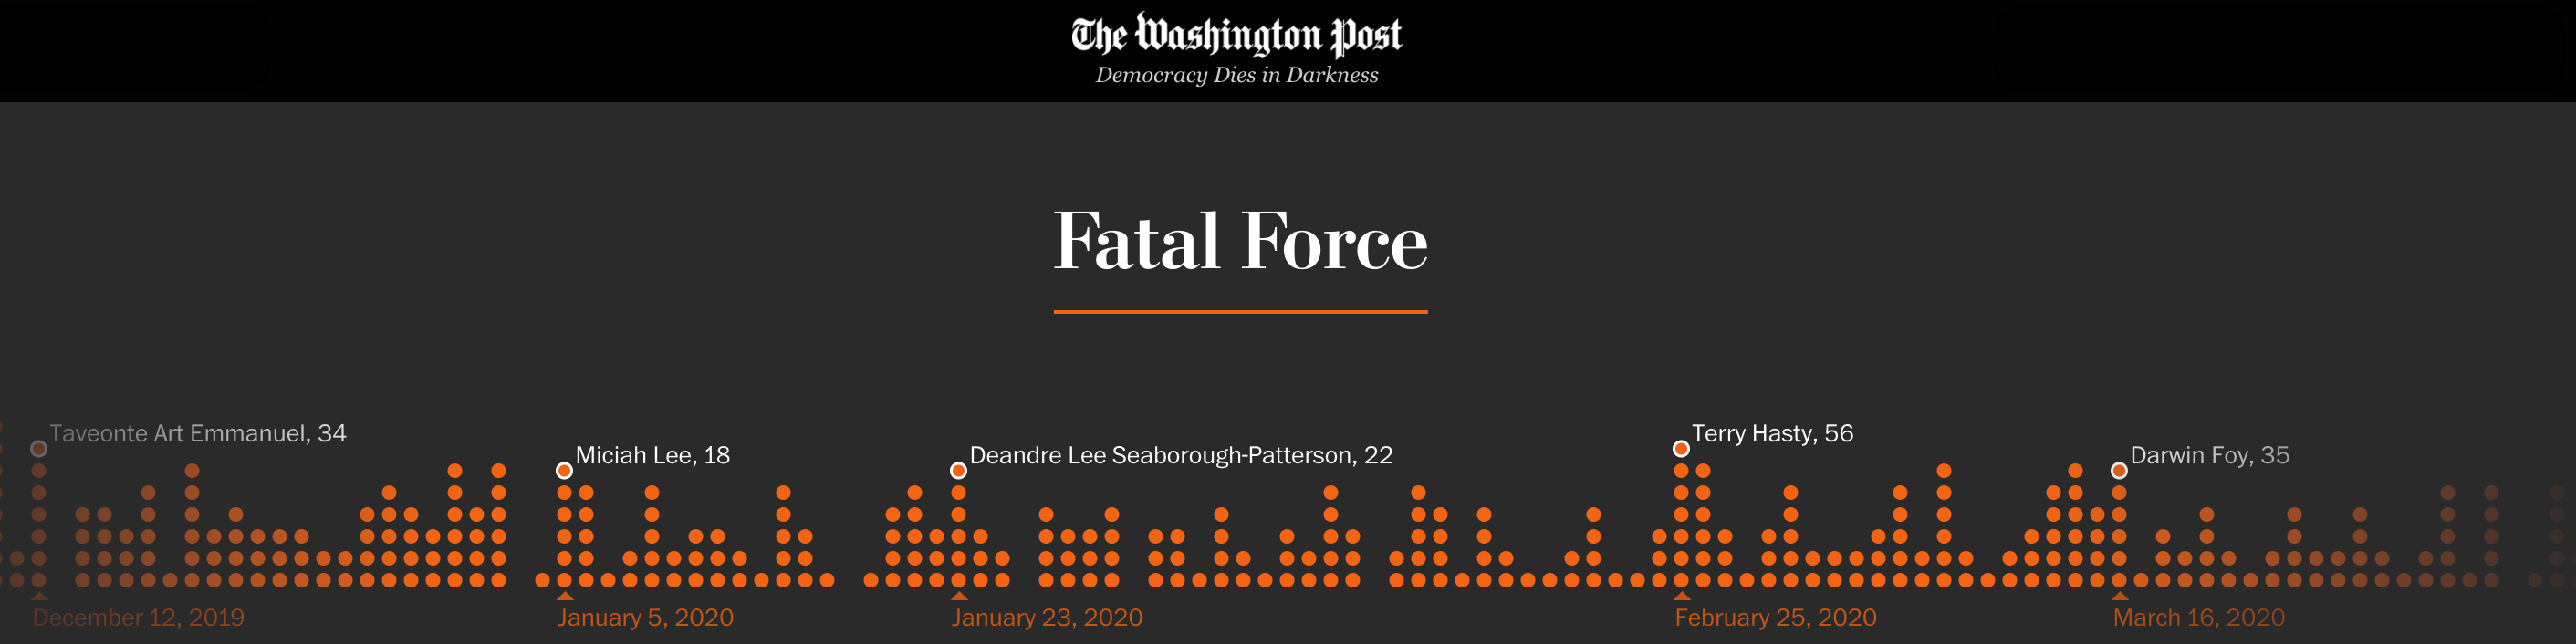 The Washington Post
Democracy Dies in Darkness
Fatal Force
Taveonte Art Emmanuel, 34
Miciah Lee, 18
Deandre Lee Seaborough-Patterson, 22
Terry Hasty, 56
Darwin Foy, 35
December 12, 2019
January 5, 2020
January 23, 2020
February 25, 2020
March 16, 2020